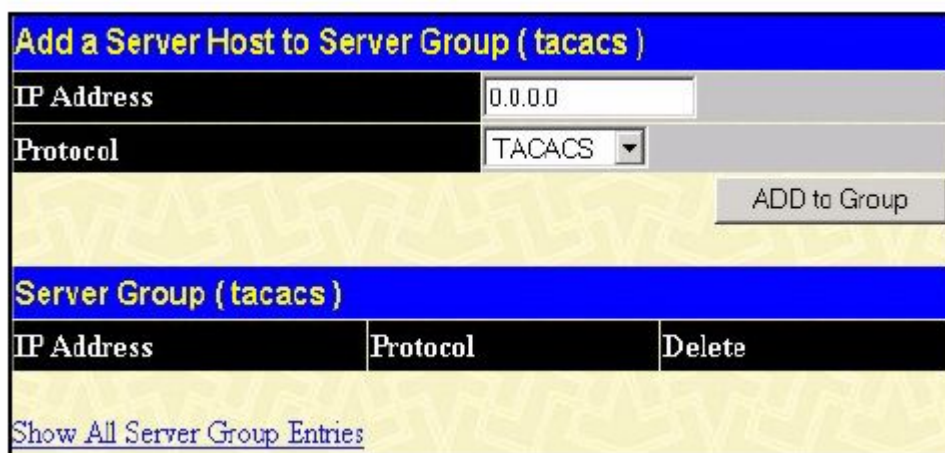 Add a Server Host to Server Group ( tacacs )
IP Address 0.0.0.0
Protocol TACACS
ADD to Group
Server Group ( tacacs )
IP Address Protocol Delete
Show All Server Group Entries